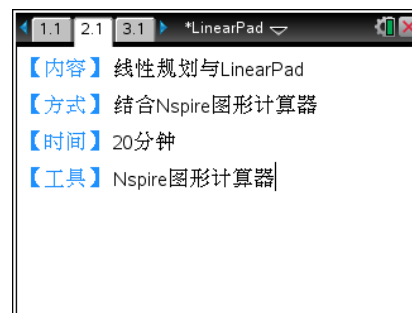 1.1 2.1 3.1 *LinearPad
【内容】线性规划与LinearPad
【方式】结合Nspire图形计算器
【时间】20分钟
【工具】Nspire图形计算器